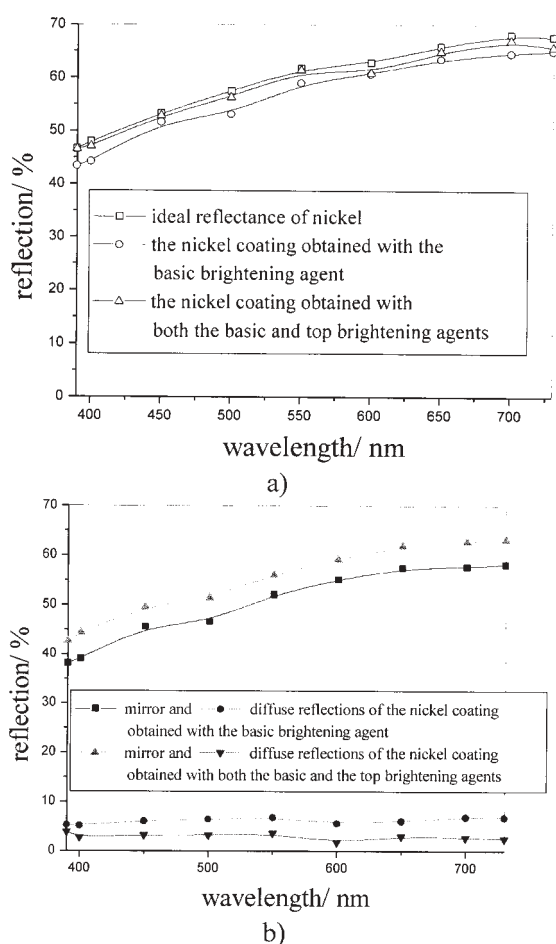 70
60
50
40
30
20
10
0
reflection/ %
ideal reflectance of nickel
the nickel coating obtained with the
basic brightening agent
the nickel coating obtained with
both the basic and top brightening agents
400 450 500 550 600 650 700
wavelength/ nm
a)
70
60
50
40
30
20
10
0
reflection/ %
mirror and diffuse reflections of the nickel coating
obtained with the basic brightening agent
mirror and diffuse reflections of the nickel coating
obtained with both the basic and the top brightening agents
400 500 600 700
wavelength/ nm
b)